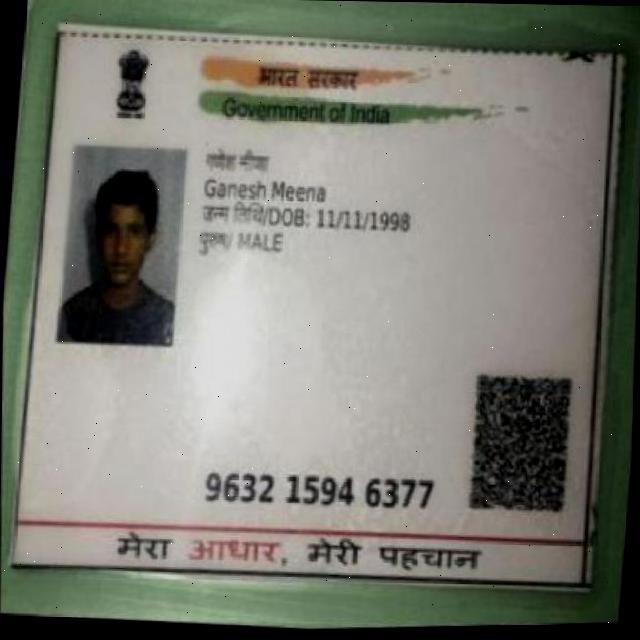 भारत सरकार
Government of India
गणेश मीणा
Ganesh Meena
जन्म तिथि/DOB: 11/11/1998
पुरुष/ MALE
9632 1594 6377
मेरा आधार, मेरी पहचान